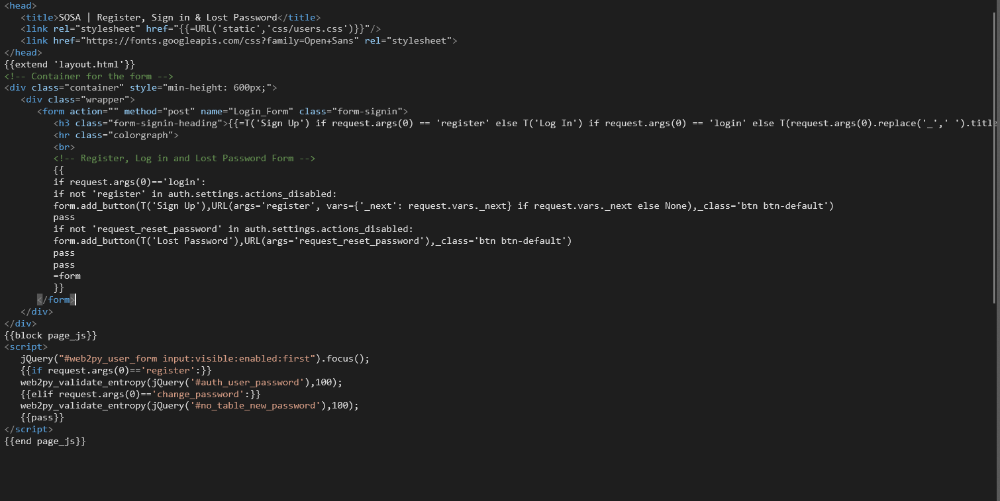 <head>
<title>SOSA | Register, Sign in & Lost Password</title>
<link rel="stylesheet" href="{{=URL('static','css/users.css')}}"/>
<link href="https://fonts.googleapis.com/css?family=Open+Sans" rel="stylesheet">
</head>
{{extend 'layout.html'}}
<!-- Container for the form -->
<div class="container" style="min-height: 600px;">
<div class="wrapper">
<form action="" method="post" name="Login_Form" class="form-signin">
<h3 class="form-signin-heading">{{=T('Sign Up') if request.args(0) == 'register' else T('Log In') if request.args(0) == 'login' else T(request.args(0).replace('_',' ').title
<hr class="colorgraph">
<br>
<!-- Register, Log in and Lost Password Form -->
{{
if request.args(0)=='login':
if not 'register' in auth.settings.actions_disabled:
form.add_button(T('Sign Up'),URL(args='register', vars={'_next': request.vars._next} if request.vars._next else None),_class='btn btn-default')
pass
if not 'request_reset_password' in auth.settings.actions_disabled:
form.add_button(T('Lost Password'),URL(args='request_reset_password'),_class='btn btn-default')
pass
pass
=form
}}
</form>
</div>
</div>
{{block page_js}}
<script>
jQuery("#web2py_user_form input:visible:enabled:first").focus();
{{if request.args(0)=='register':}}
web2py_validate_entropy(jQuery('#auth_user_password'),100);
{{elif request.args(0)=='change_password':}}
web2py_validate_entropy(jQuery('#no_table_new_password'),100);
{{pass}}
</script>
{{end page_js}}